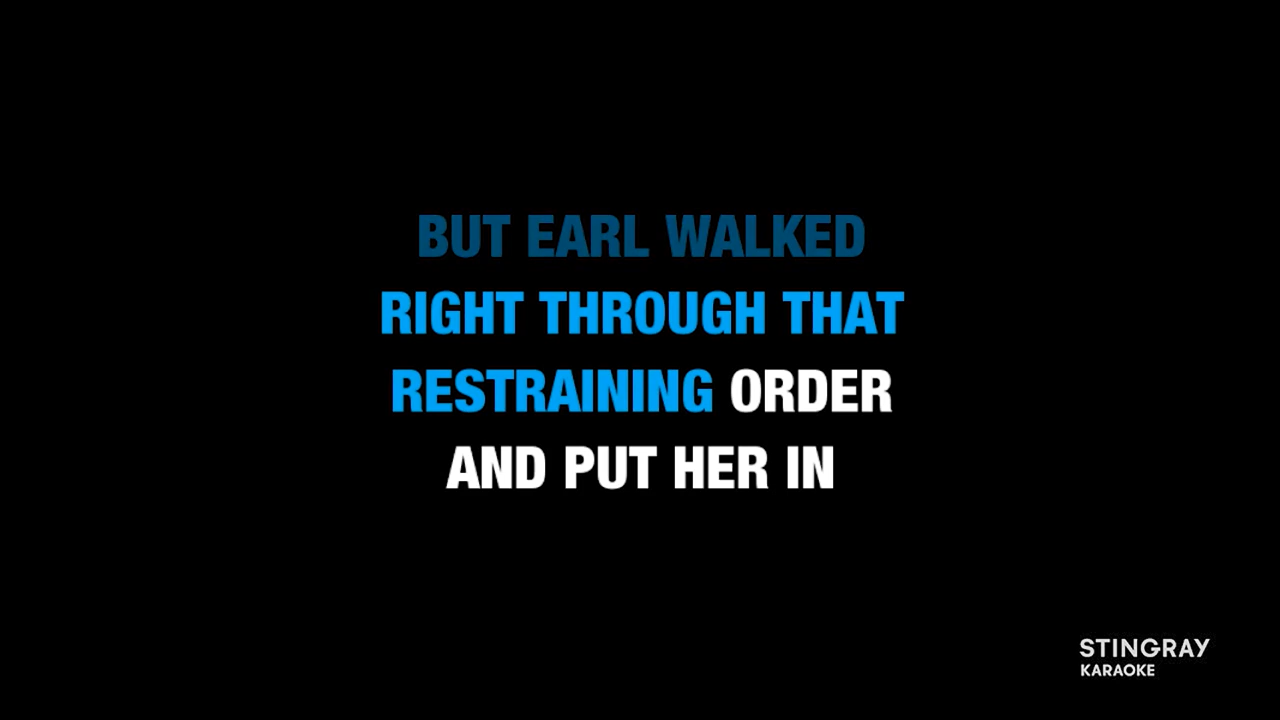 BUT EARL WALKED
RIGHT THROUGH THAT
RESTRAINING ORDER
AND PUT HER IN
STINGRAY
KARAOKE